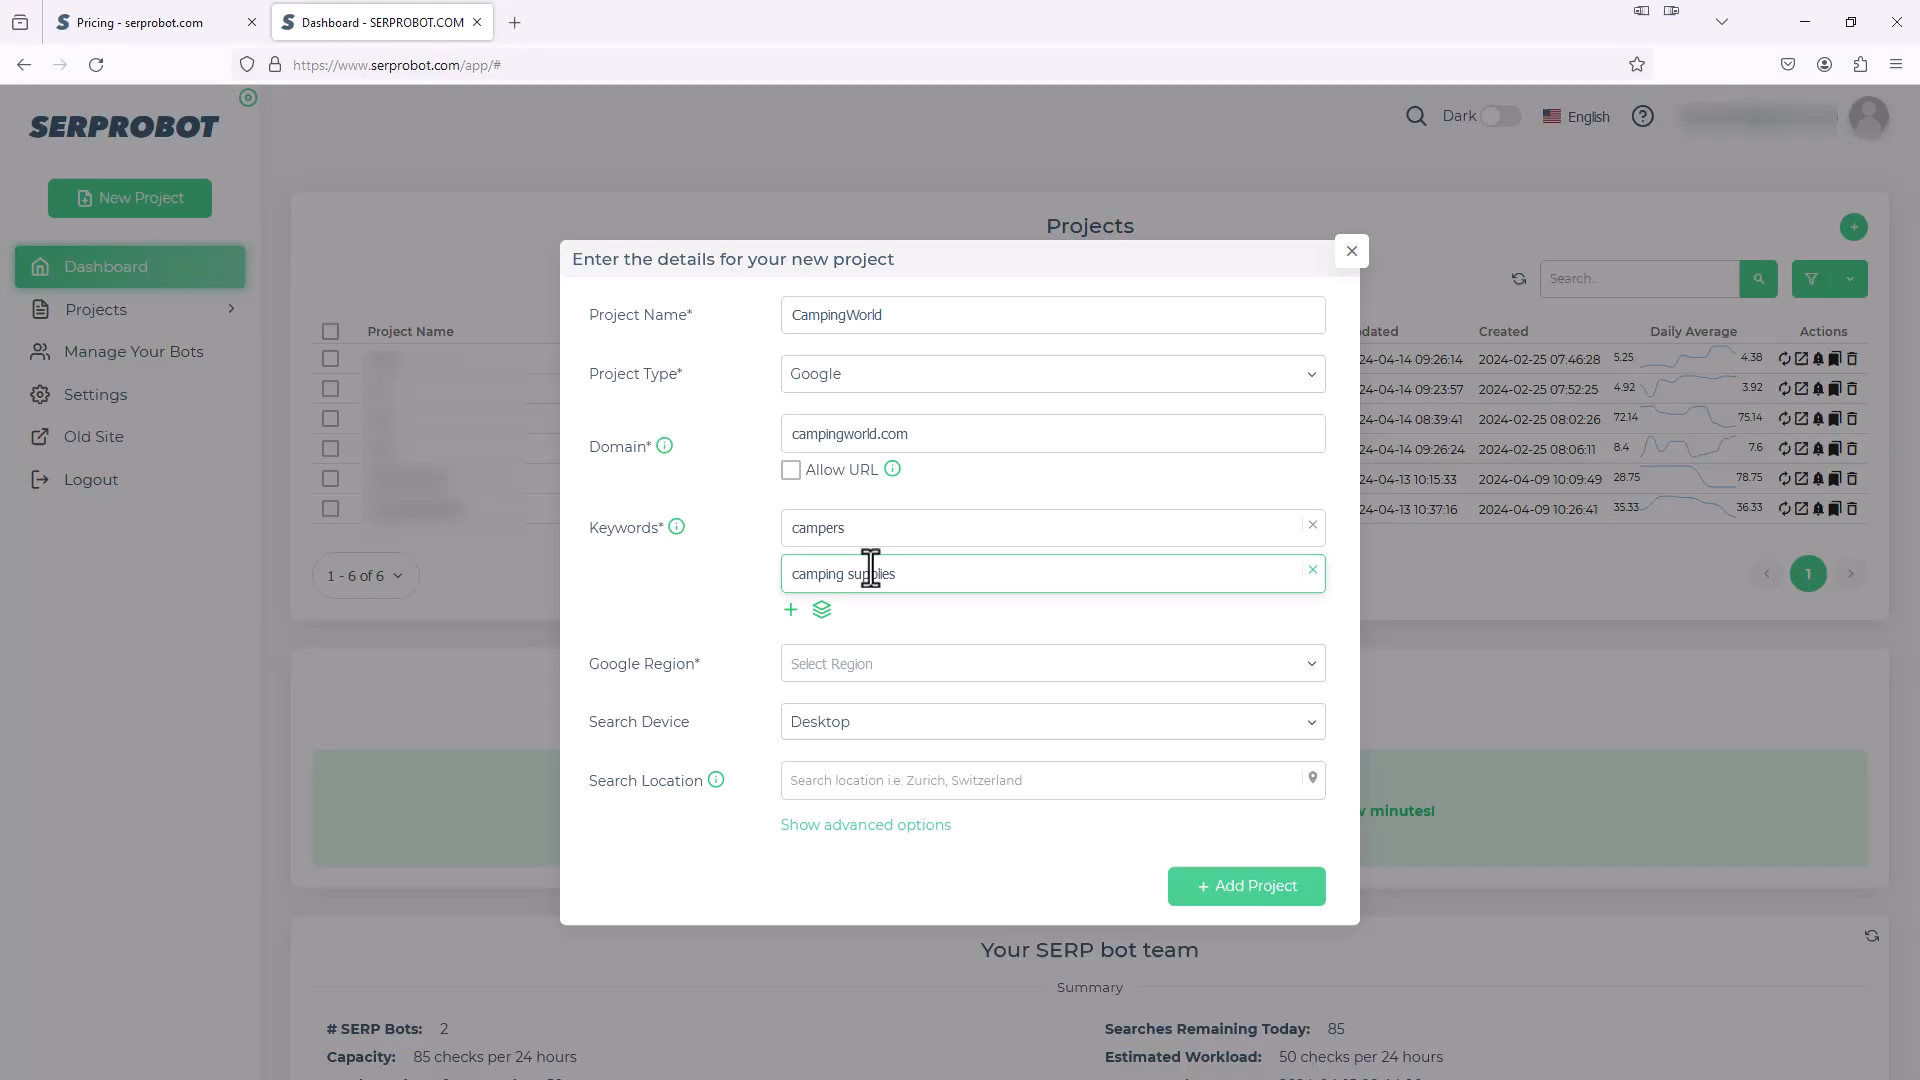 Pricing - serprobot.com
Dashboard - SERPROBOT.COM
https://www.serprobot.com/app/#
SERPROBOT
Dark
English
New Project
Dashboard
Projects
Manage Your Bots
Settings
Old Site
Logout
Projects
Search...
Project Name
Created
Daily Average
Actions
24-04-14 09:26:14 2024-02-25 07:46:28 5.25 4.38
24-04-14 09:23:57 2024-02-25 07:52:25 4.92 3.92
24-04-14 08:39:41 2024-02-25 08:02:26 72.14 75.14
24-04-14 09:26:24 2024-02-25 08:06:11 8.4 7.6
24-04-13 10:15:33 2024-04-09 10:09:49 28.75 78.75
24-04-13 10:37:16 2024-04-09 10:26:41 35.33 36.33
1 - 6 of 6
1
Enter the details for your new project
Project Name*
CampingWorld
Project Type*
Google
Domain*
campingworld.com
Allow URL
Keywords*
campers
camping supplies
Google Region*
Select Region
Search Device
Desktop
Search Location
Search location i.e. Zurich, Switzerland
Show advanced options
+ Add Project
minutes!
Your SERP bot team
Summary
# SERP Bots: 2
Searches Remaining Today: 85
Capacity: 85 checks per 24 hours
Estimated Workload: 50 checks per 24 hours